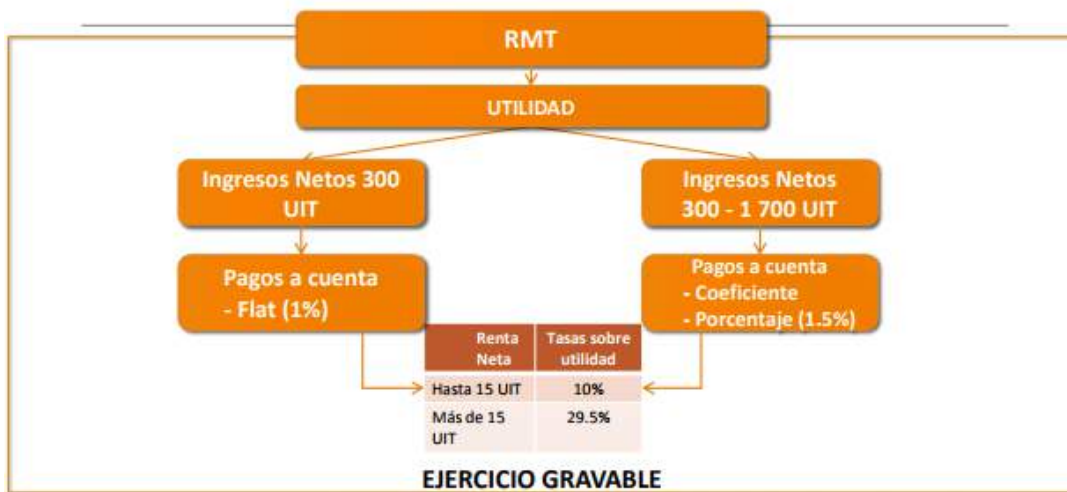 RMT
UTILIDAD
Ingresos Netos 300
UIT
Pagos a cuenta
- Flat (1%)
Ingresos Netos
300 - 1 700 UIT
Pagos a cuenta
- Coeficiente
- Porcentaje (1.5%)
Renta Tasas sobre
Neta utilidad
Hasta 15 UIT 10%
Más de 15 29.5%
UIT
EJERCICIO GRAVABLE